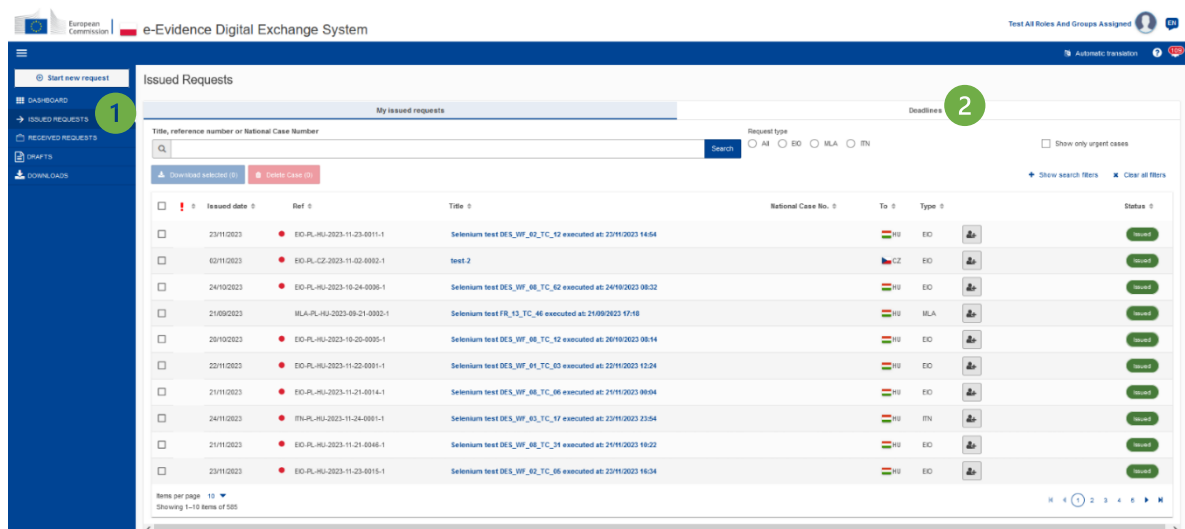 European
Commission
e-Evidence Digital Exchange System
Test All Roles And Groups Assigned
EN
Automatic translation
?
Start new request
DASHBOARD
ISSUED REQUESTS
RECEIVED REQUESTS
DRAFTS
DOWNLOADS
1
Issued Requests
My issued requests
Deadlines
2
Title, reference number or National Case Number
Search
Request type
All EIO MLA ITN
Show only urgent cases
Download selected (0) Delete Case (0)
Show search filters Clear all filters
! Issued date Ref Title National Case No. To Type Status
23/11/2023 EIO-PL-HU-2023-11-23-0011-1 Selenium test DES_WF_02_TC_12 executed at: 23/11/2023 14:54 HU EIO Issued
02/11/2023 EIO-PL-CZ-2023-11-02-0002-1 test-2 CZ EIO Issued
24/10/2023 EIO-PL-HU-2023-10-24-0006-1 Selenium test DES_WF_08_TC_62 executed at: 24/10/2023 08:32 HU EIO Issued
21/09/2023 MLA-PL-HU-2023-09-21-0002-1 Selenium test FR_13_TC_46 executed at: 21/09/2023 17:18 HU MLA Issued
20/10/2023 EIO-PL-HU-2023-10-20-0005-1 Selenium test DES_WF_08_TC_12 executed at: 20/10/2023 08:14 HU EIO Issued
22/11/2023 EIO-PL-HU-2023-11-22-0001-1 Selenium test DES_WF_01_TC_03 executed at: 22/11/2023 12:24 HU EIO Issued
21/11/2023 EIO-PL-HU-2023-11-21-0014-1 Selenium test DES_WF_08_TC_06 executed at: 21/11/2023 00:04 HU EIO Issued
24/11/2023 ITN-PL-HU-2023-11-24-0001-1 Selenium test DES_WF_03_TC_17 executed at: 23/11/2023 23:54 HU ITN Issued
21/11/2023 EIO-PL-HU-2023-11-21-0046-1 Selenium test DES_WF_08_TC_31 executed at: 21/11/2023 10:22 HU EIO Issued
23/11/2023 EIO-PL-HU-2023-11-23-0015-1 Selenium test DES_WF_02_TC_05 executed at: 23/11/2023 16:34 HU EIO Issued
Items per page 10
Showing 1–10 items of 585
1 2 3 4 5